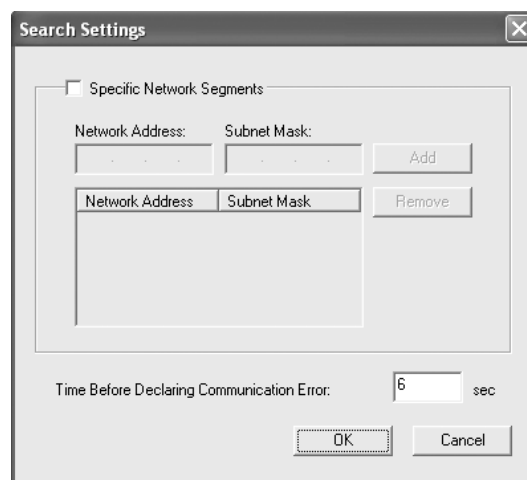 Search Settings
Specific Network Segments
Network Address: Subnet Mask:
. . . . . . Add
Network Address Subnet Mask Remove
Time Before Declaring Communication Error: 6 sec
OK Cancel